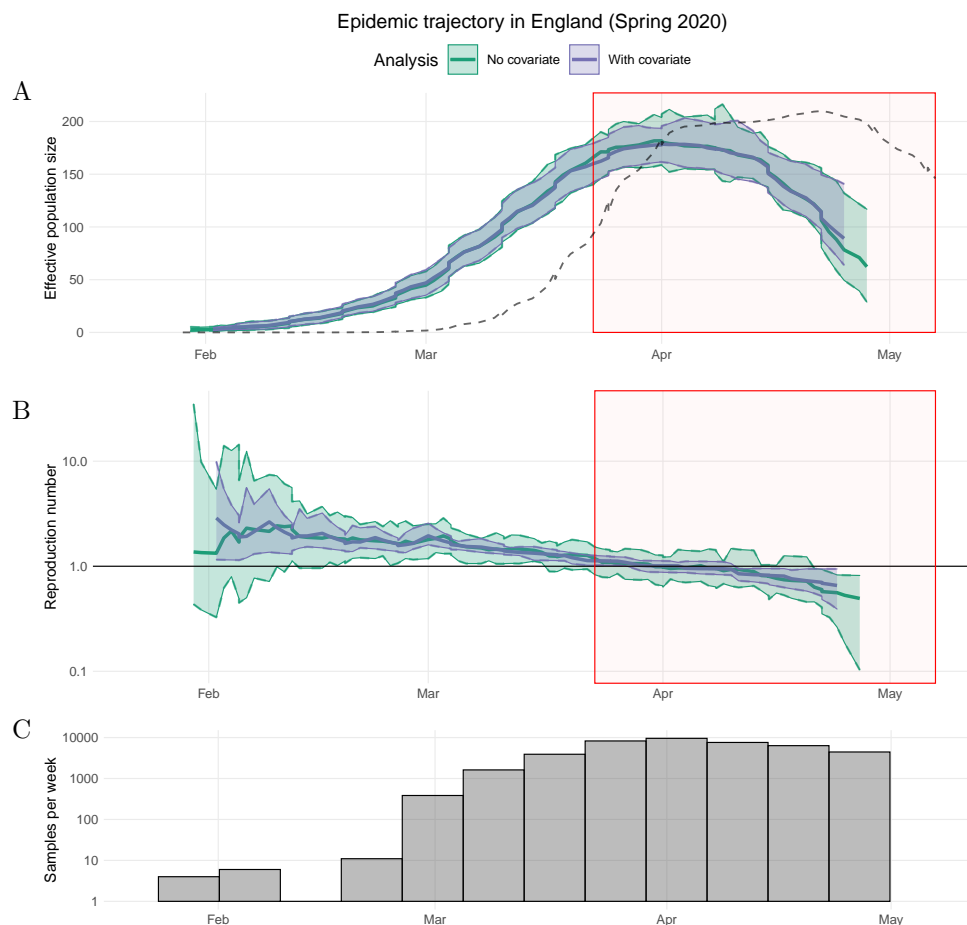 Epidemic trajectory in England (Spring 2020)
Analysis No covariate With covariate
A
Effective population size
200
150
100
50
0
Feb Mar Apr May
B
Reproduction number
10.0
1.0
0.1
Feb Mar Apr May
C
Samples per week
10000
1000
100
10
1
Feb Mar Apr May